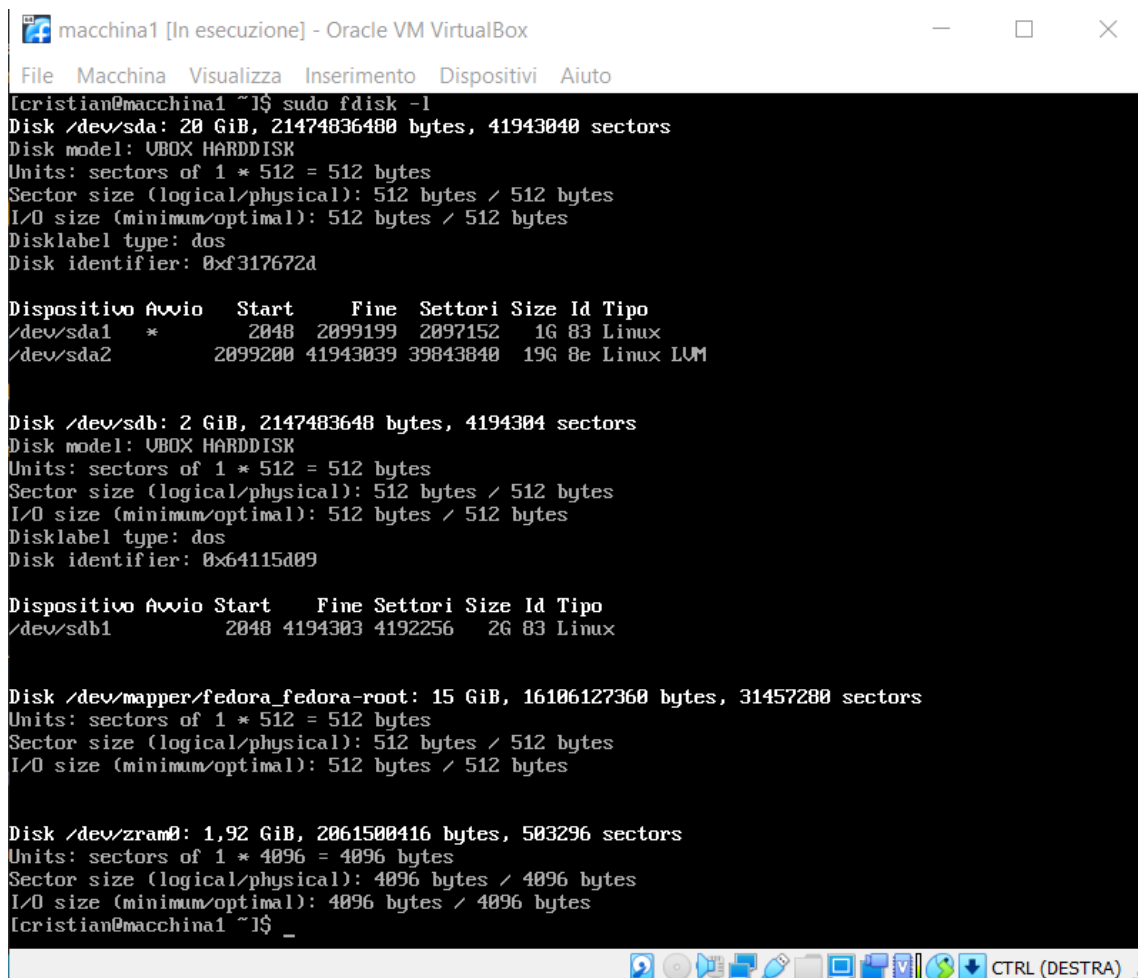 macchina1 [In esecuzione] - Oracle VM VirtualBox
File Macchina Visualizza Inserimento Dispositivi Aiuto
[cristian@macchina1 ~]$ sudo fdisk -l
Disk /dev/sda: 20 GiB, 21474836480 bytes, 41943040 sectors
Disk model: VBOX HARDDISK
Units: sectors of 1 * 512 = 512 bytes
Sector size (logical/physical): 512 bytes / 512 bytes
I/O size (minimum/optimal): 512 bytes / 512 bytes
Disklabel type: dos
Disk identifier: 0xf317672d
Dispositivo Avvio Start Fine Settori Size Id Tipo
/dev/sda1 * 2048 2099199 2097152 1G 83 Linux
/dev/sda2 2099200 41943039 39843840 19G 8e Linux LVM
Disk /dev/sdb: 2 GiB, 2147483648 bytes, 4194304 sectors
Disk model: VBOX HARDDISK
Units: sectors of 1 * 512 = 512 bytes
Sector size (logical/physical): 512 bytes / 512 bytes
I/O size (minimum/optimal): 512 bytes / 512 bytes
Disklabel type: dos
Disk identifier: 0x64115d09
Dispositivo Avvio Start Fine Settori Size Id Tipo
/dev/sdb1 2048 4194303 4192256 2G 83 Linux
Disk /dev/mapper/fedora_fedora-root: 15 GiB, 16106127360 bytes, 31457280 sectors
Units: sectors of 1 * 512 = 512 bytes
Sector size (logical/physical): 512 bytes / 512 bytes
I/O size (minimum/optimal): 512 bytes / 512 bytes
Disk /dev/zram0: 1,92 GiB, 2061500416 bytes, 503296 sectors
Units: sectors of 1 * 4096 = 4096 bytes
Sector size (logical/physical): 4096 bytes / 4096 bytes
I/O size (minimum/optimal): 4096 bytes / 4096 bytes
[cristian@macchina1 ~]$ _
CTRL (DESTRA)